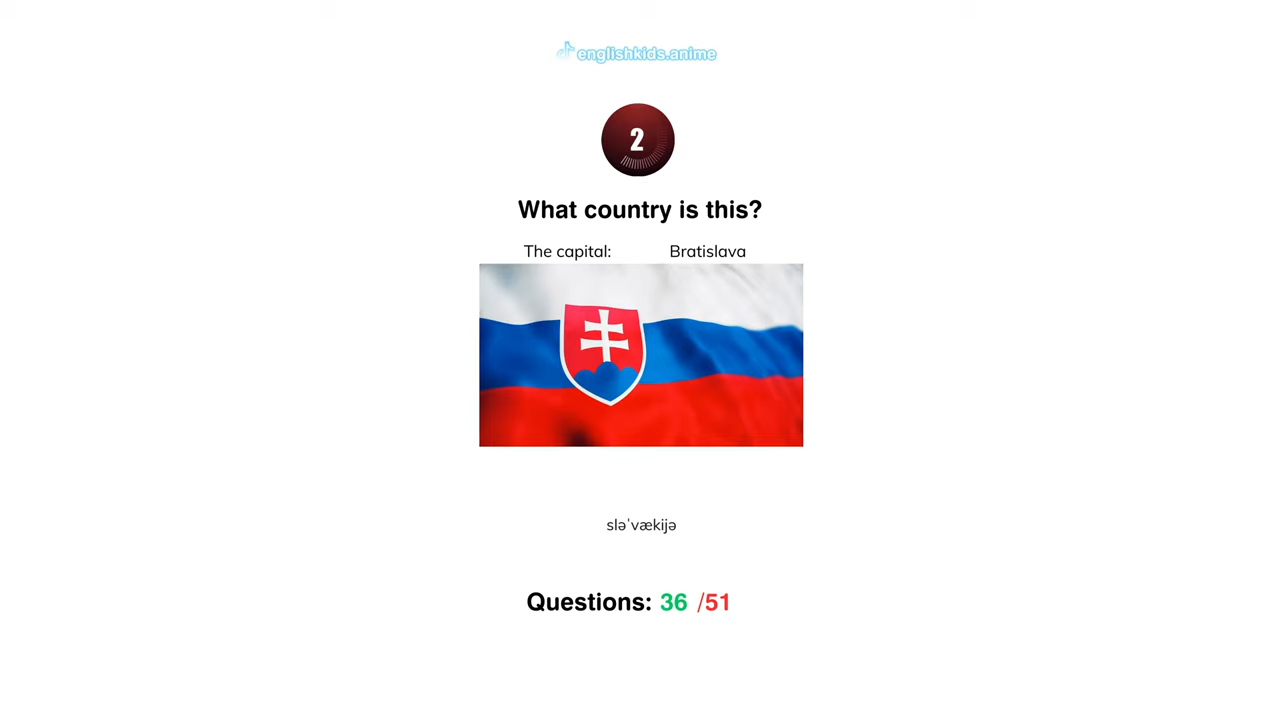 englishkids.anime
2
What country is this?
The capital: Bratislava
sləˈvækijə
Questions: 36 /51